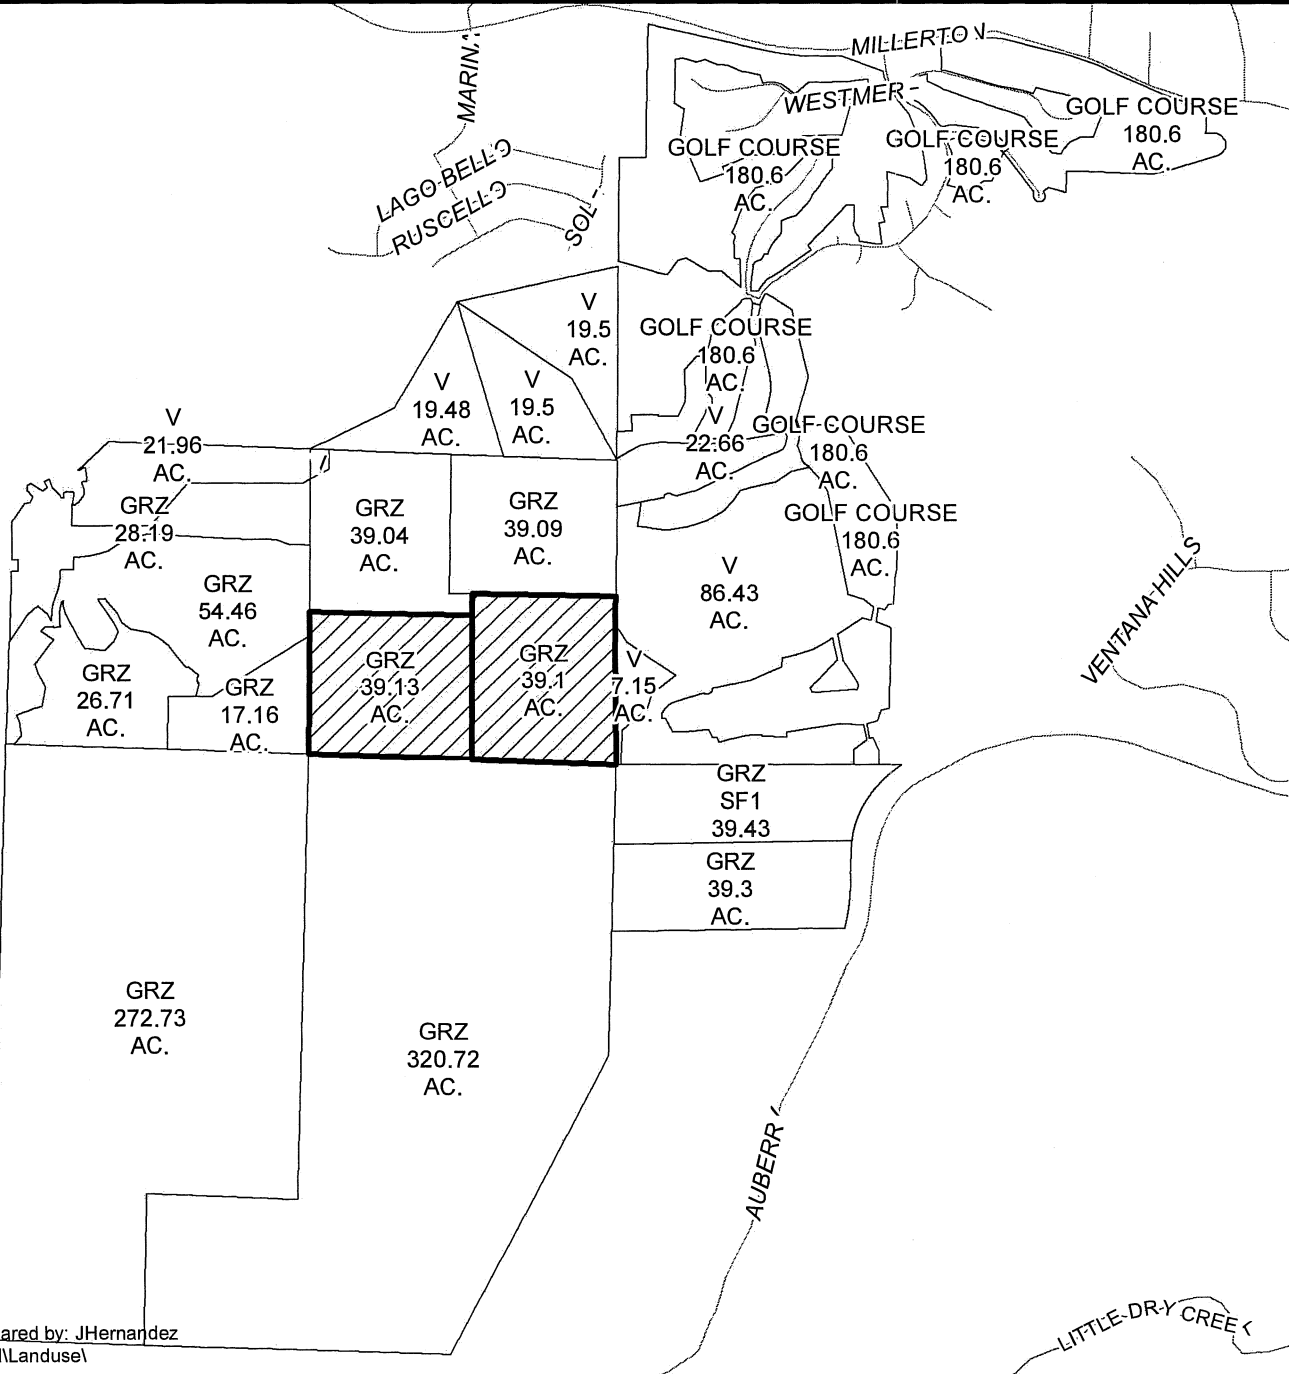 MILLERTON
MARINA
WESTMER
GOLF COURSE
180.6
AC.
GOLF COURSE
180.6
AC.
GOLF COURSE
180.6
AC.
LAGO BELLO
RUSCELLO
SOL
V
19.5
AC.
GOLF COURSE
180.6
AC.
V
19.48
AC.
V
19.5
AC.
V
21.96
AC.
V
22.66
AC.
GOLF COURSE
180.6
AC.
GRZ
28.19
AC.
GRZ
39.04
AC.
GRZ
39.09
AC.
GOLF COURSE
180.6
AC.
V
86.43
AC.
VENTANA HILLS
GRZ
54.46
AC.
GRZ
26.71
AC.
GRZ
17.16
AC.
GRZ
39.13
AC.
GRZ
39.1
AC.
V
7.15
AC.
GRZ
SF1
39.43
GRZ
39.3
AC.
GRZ
272.73
AC.
GRZ
320.72
AC.
AUBERRY
LITTLE DRY CREEK
ared by: JHernandez
\Landuse\